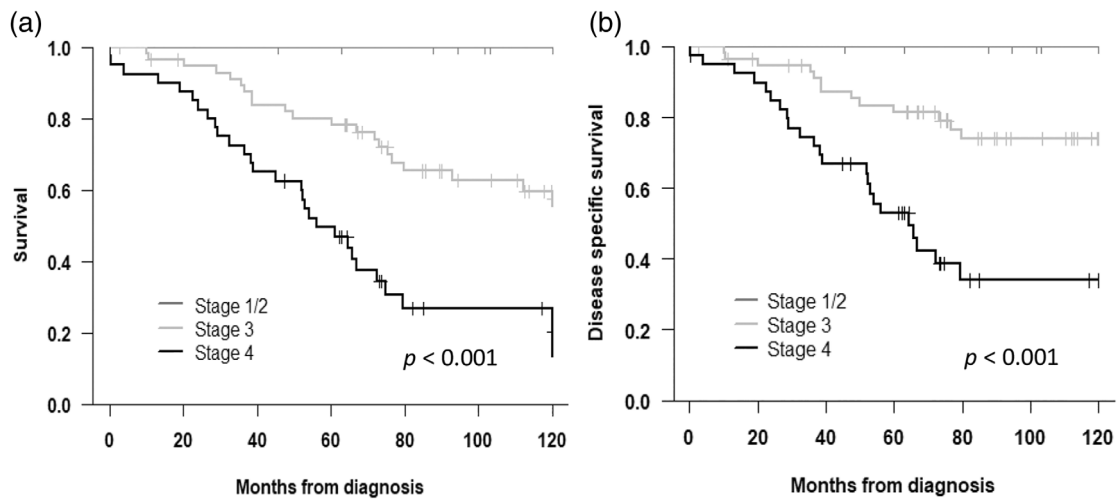 (a)
Survival
1.0
0.8
0.6
0.4
0.2
0.0
Stage 1/2
Stage 3
Stage 4
p < 0.001
0 20 40 60 80 100 120
Months from diagnosis
(b)
Disease specific survival
1.0
0.8
0.6
0.4
0.2
0.0
Stage 1/2
Stage 3
Stage 4
p < 0.001
0 20 40 60 80 100 120
Months from diagnosis